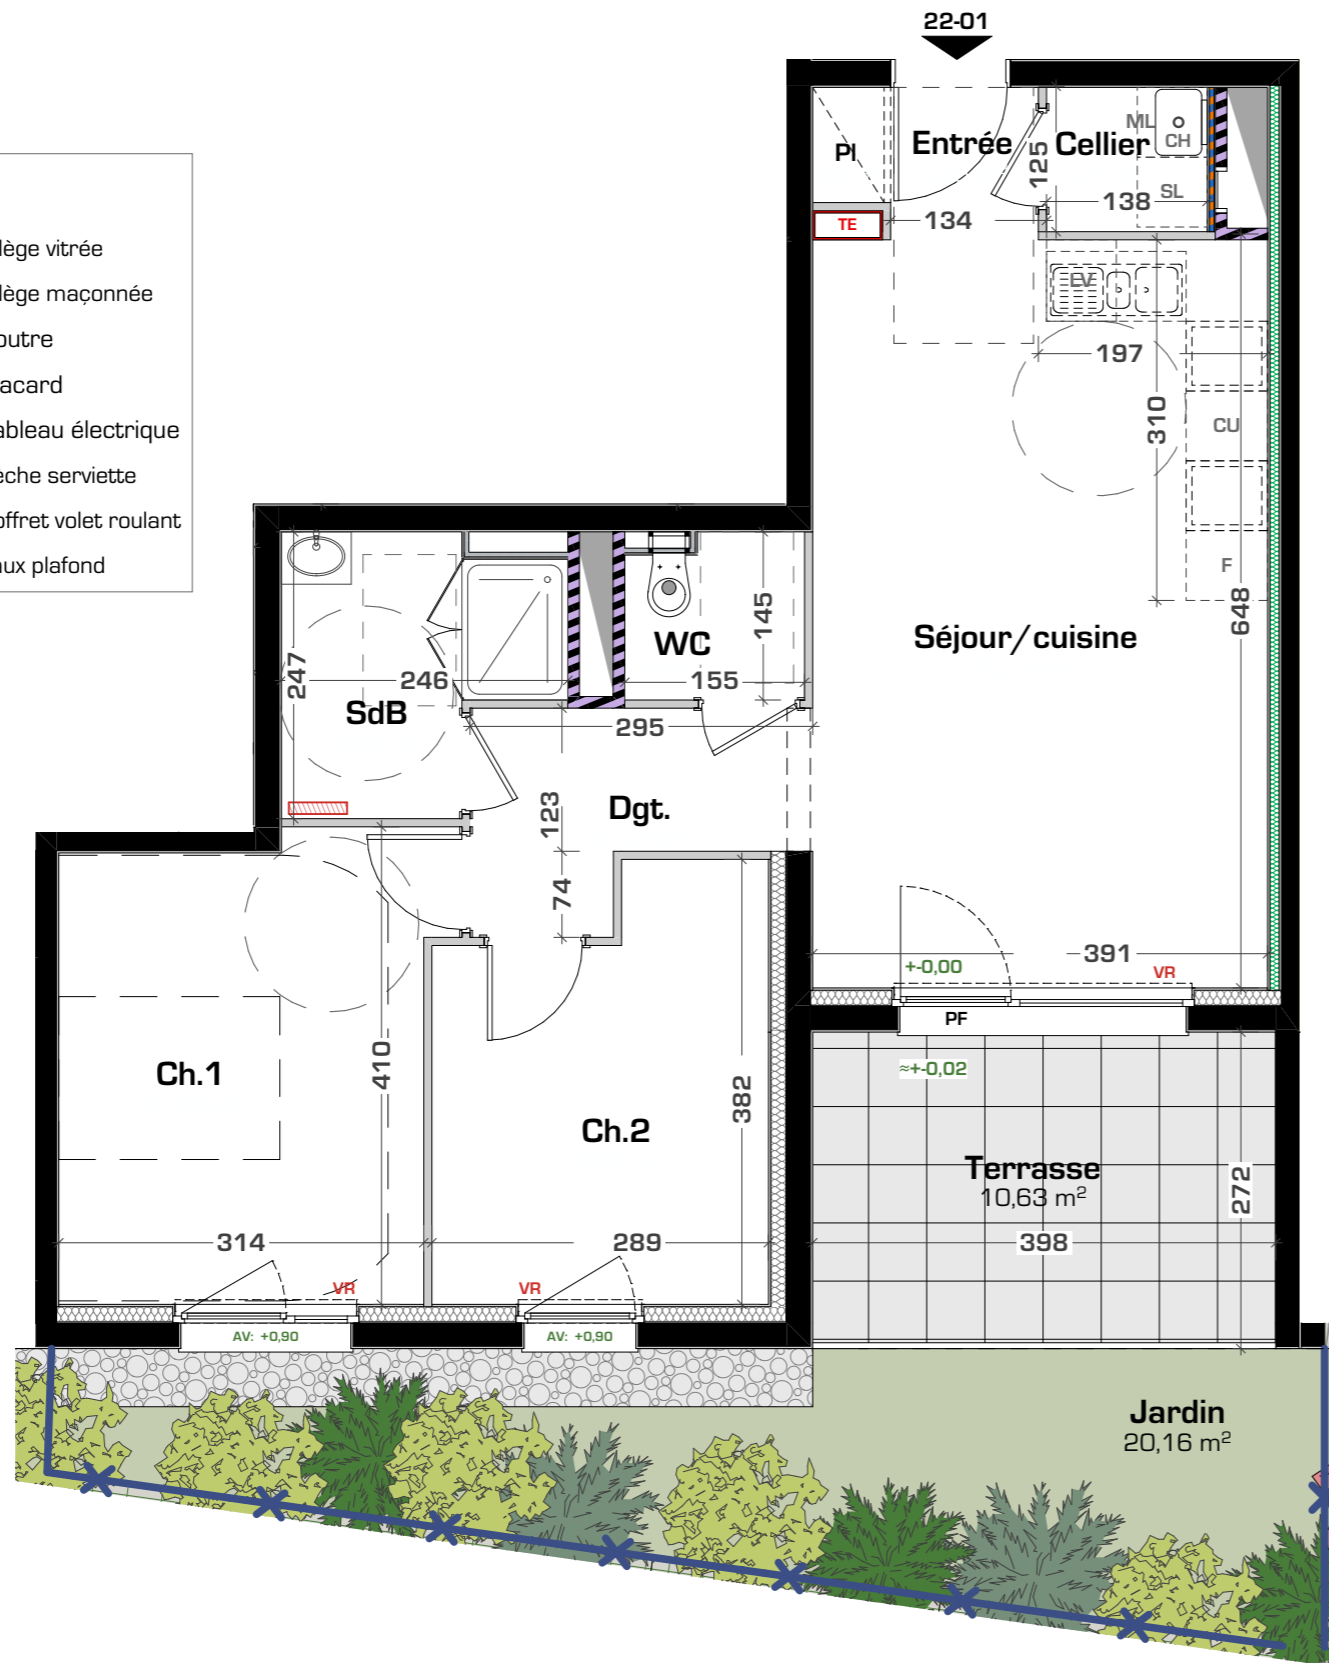 22-01
lège vitrée
lège maçonnée
outre
acard
ableau électrique
èche serviette
offret volet roulant
aux plafond
Pl
Entrée
Cellier
ML
CH
SL
125
138
134
TE
LV
197
310
CU
F
648
Séjour/cuisine
WC
145
155
247
246
SdB
295
Dgt.
123
74
391
+-0,00
VR
PF
≈+-0,02
Ch.1
410
Ch.2
382
Terrasse
10,63 m²
272
398
314
289
VR
VR
AV: +0,90
AV: +0,90
Jardin
20,16 m²